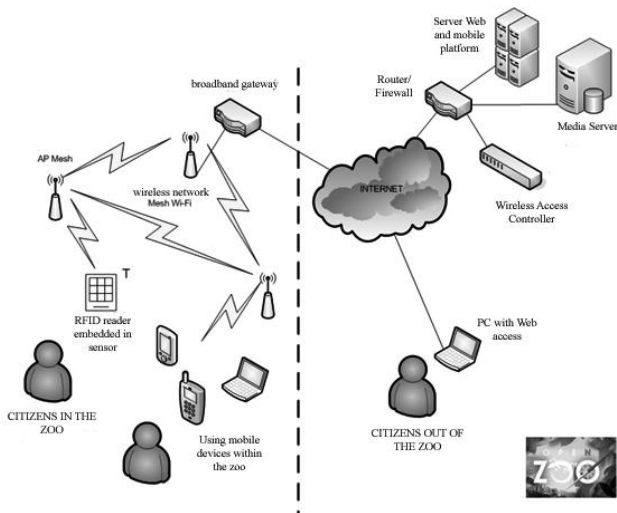 Server Web
and mobile
platform
broadband gateway
Router/
Firewall
Media Server
AP Mesh
wireless network
Mesh Wi-Fi
INTERNET
Wireless Access
Controller
T
RFID reader
embedded in
sensor
PC with Web
access
CITIZENS IN THE
ZOO
Using mobile
devices within
the zoo
CITIZENS OUT OF
THE ZOO
OPEN
ZOO